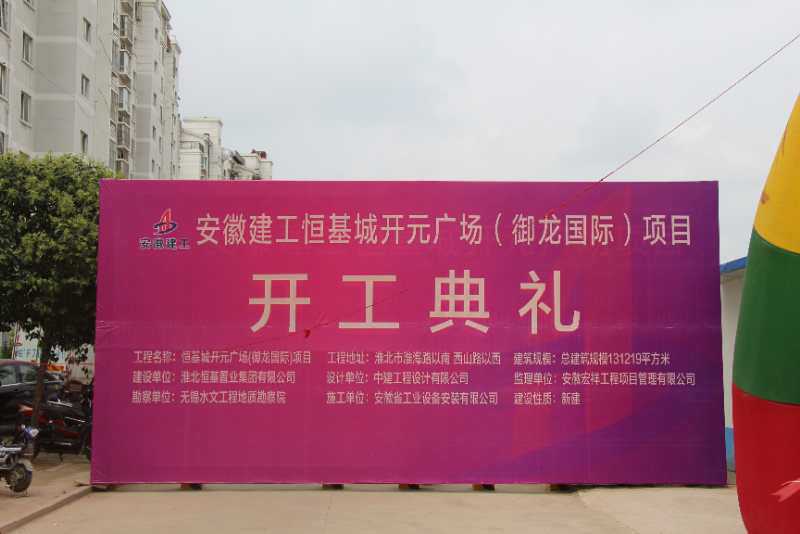 安徽建工
安徽建工恒基城开元广场（御龙国际）项目
开工典礼
工程名称：恒基城开元广场(御龙国际)项目 工程地址：淮北市淮海路以南 西山路以西 建筑规模：总建筑规模131219平方米
建设单位：淮北恒基置业集团有限公司 设计单位：中建工程设计有限公司 监理单位：安徽宏祥工程项目管理有限公司
勘察单位：无锡水文工程地质勘察院 施工单位：安徽省工业设备安装有限公司 建设性质：新建